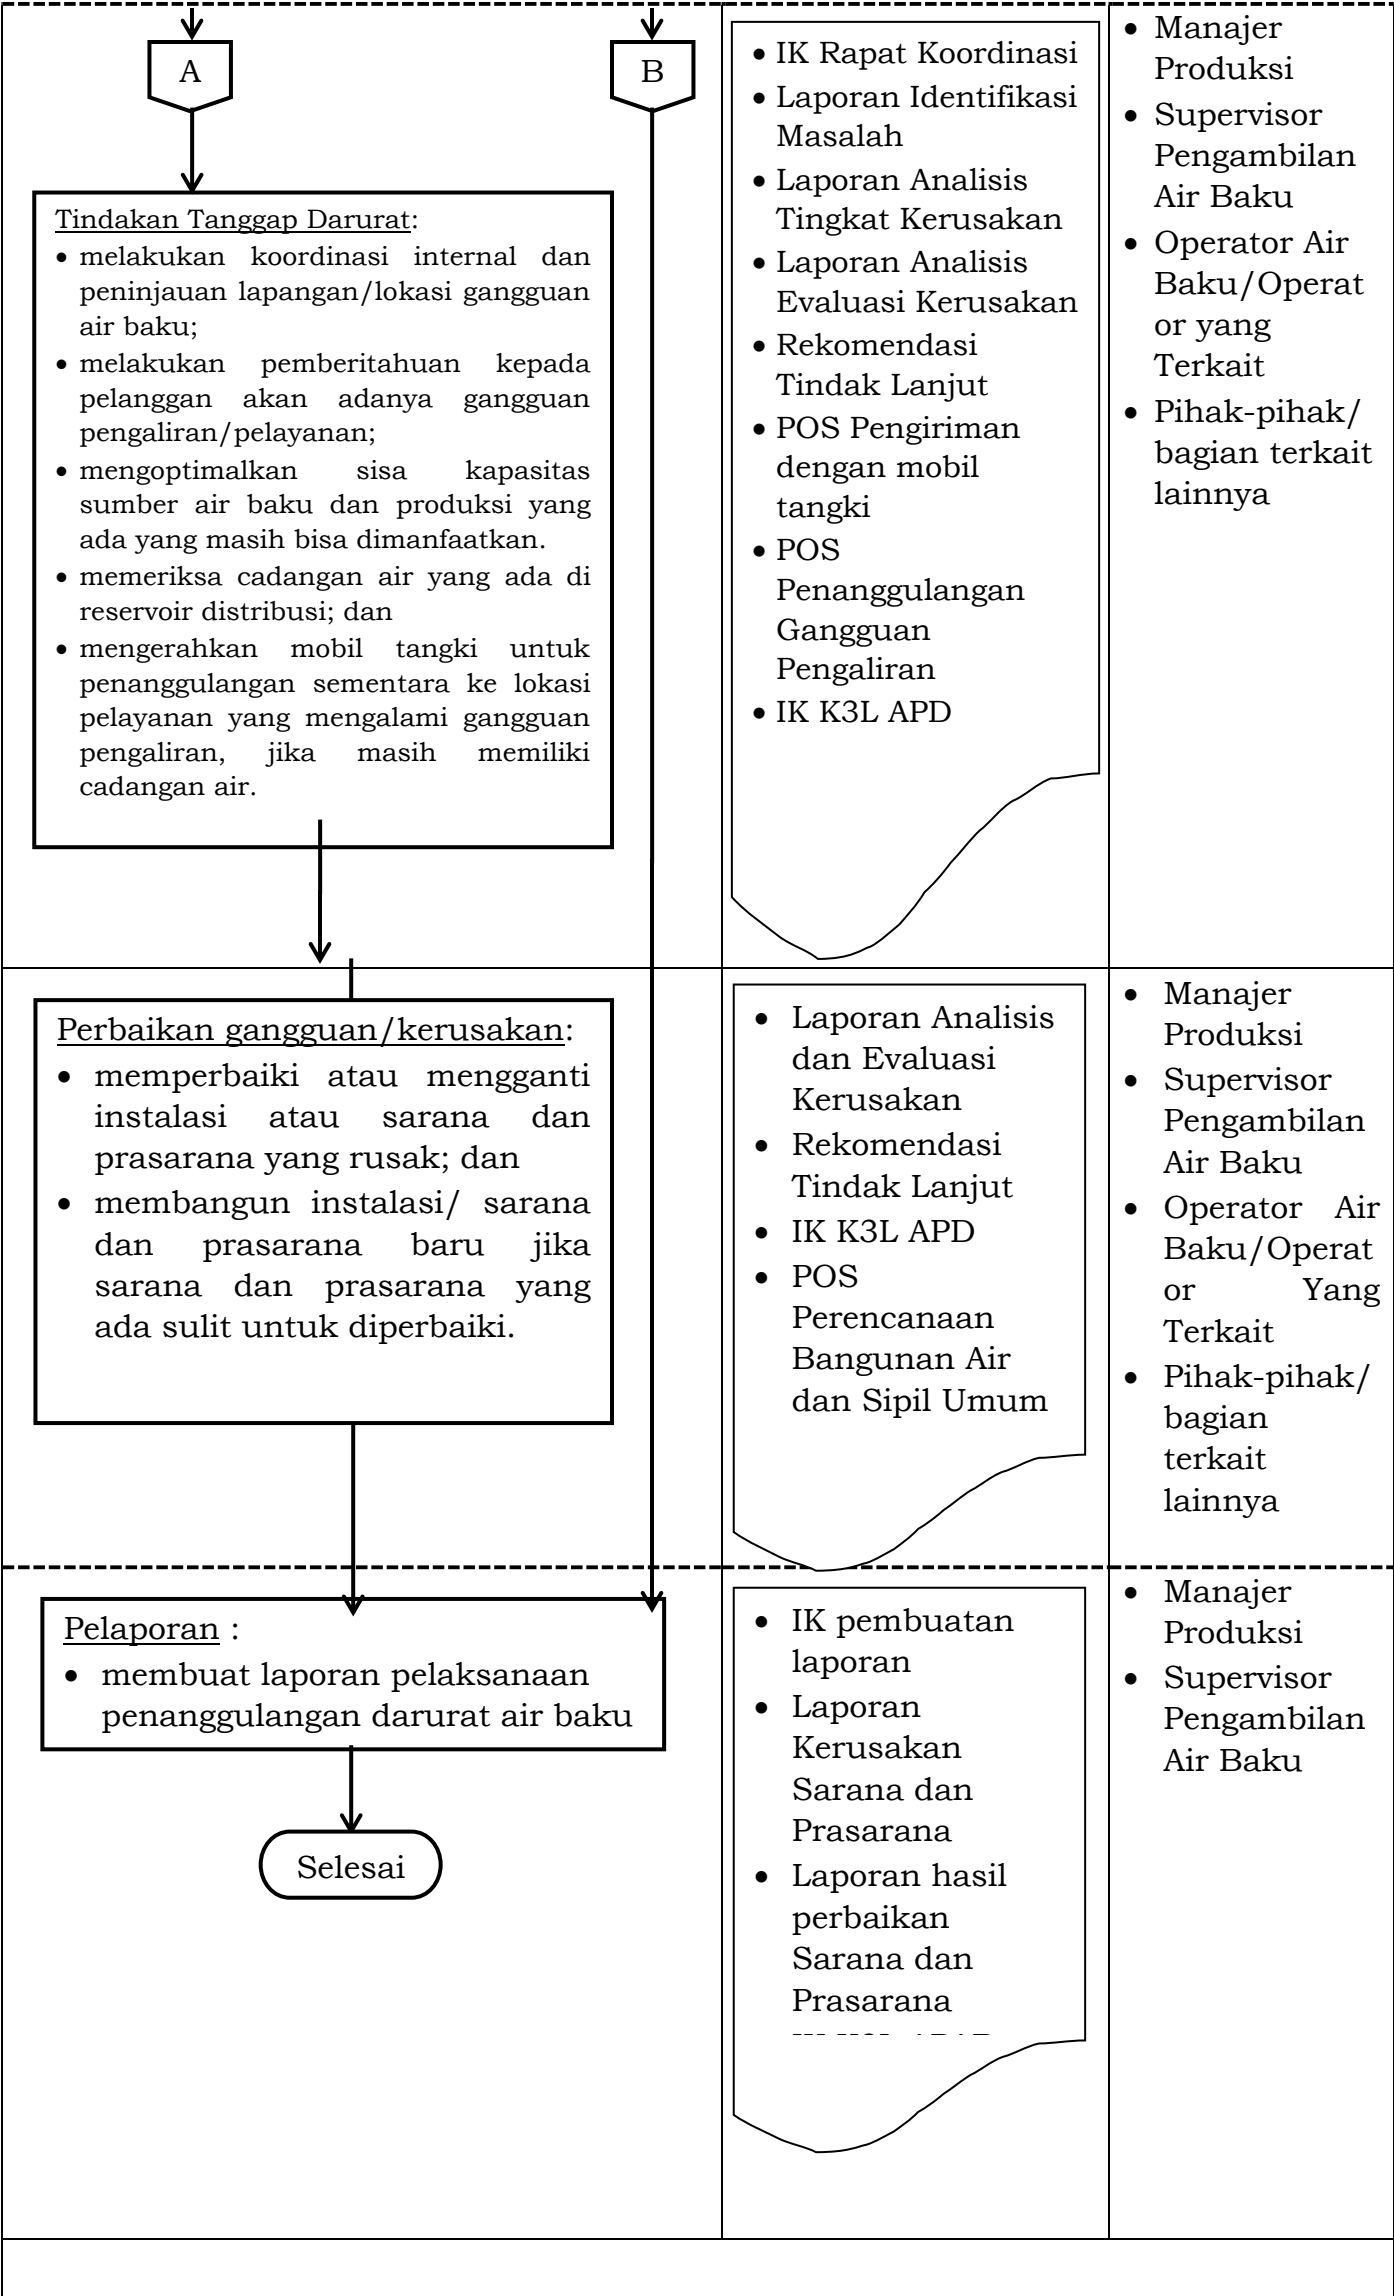 A
B
Tindakan Tanggap Darurat:
• melakukan koordinasi internal dan
peninjauan lapangan/lokasi gangguan
air baku;
• melakukan pemberitahuan kepada
pelanggan akan adanya gangguan
pengaliran/pelayanan;
• mengoptimalkan sisa kapasitas
sumber air baku dan produksi yang
ada yang masih bisa dimanfaatkan.
• memeriksa cadangan air yang ada di
reservoir distribusi; dan
• mengerahkan mobil tangki untuk
penanggulangan sementara ke lokasi
pelayanan yang mengalami gangguan
pengaliran, jika masih memiliki
cadangan air.
• IK Rapat Koordinasi
• Laporan Identifikasi
Masalah
• Laporan Analisis
Tingkat Kerusakan
• Laporan Analisis
Evaluasi Kerusakan
• Rekomendasi
Tindak Lanjut
• POS Pengiriman
dengan mobil
tangki
• POS
Penanggulangan
Gangguan
Pengaliran
• IK K3L APD
• Manajer
Produksi
• Supervisor
Pengambilan
Air Baku
• Operator Air
Baku/Operat
or yang
Terkait
• Pihak-pihak/
bagian terkait
lainnya
Perbaikan gangguan/kerusakan:
• memperbaiki atau mengganti
instalasi atau sarana dan
prasarana yang rusak; dan
• membangun instalasi/ sarana
dan prasarana baru jika
sarana dan prasarana yang
ada sulit untuk diperbaiki.
• Laporan Analisis
dan Evaluasi
Kerusakan
• Rekomendasi
Tindak Lanjut
• IK K3L APD
• POS
Perencanaan
Bangunan Air
dan Sipil Umum
• Manajer
Produksi
• Supervisor
Pengambilan
Air Baku
• Operator Air
Baku/Operat
or Yang
Terkait
• Pihak-pihak/
bagian
terkait
lainnya
Pelaporan :
• membuat laporan pelaksanaan
penanggulangan darurat air baku
Selesai
• IK pembuatan
laporan
• Laporan
Kerusakan
Sarana dan
Prasarana
• Laporan hasil
perbaikan
Sarana dan
Prasarana
• Manajer
Produksi
• Supervisor
Pengambilan
Air Baku